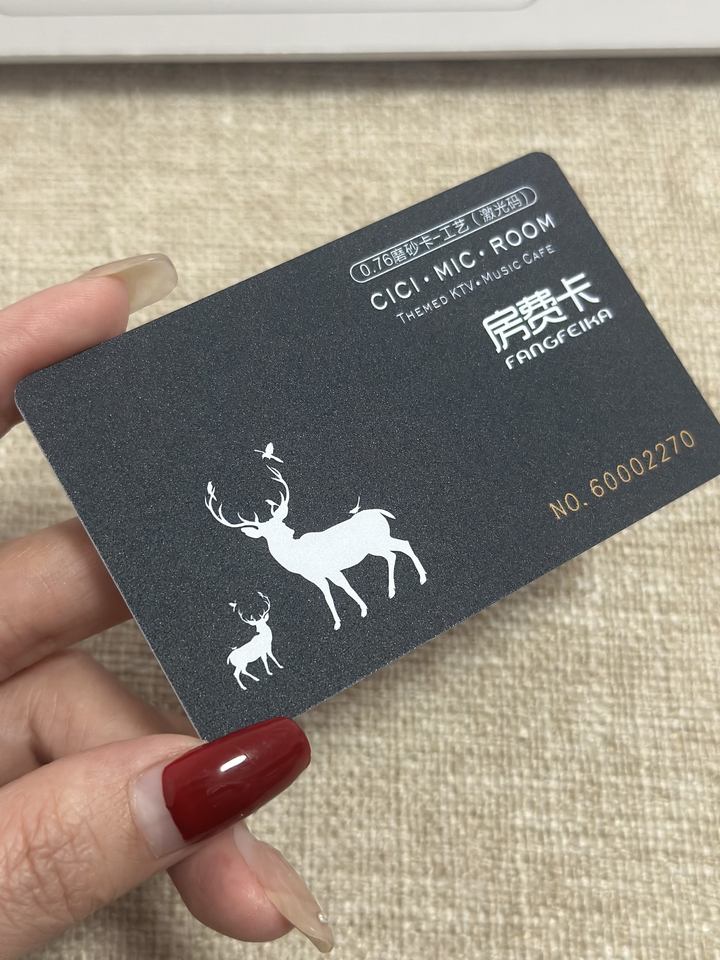 0.76磨砂卡-工艺（激光码）
CICI·MIC·ROOM
THEMED KTV·MUSIC CAFE
房费卡
FANGFEIKA
NO. 60002270